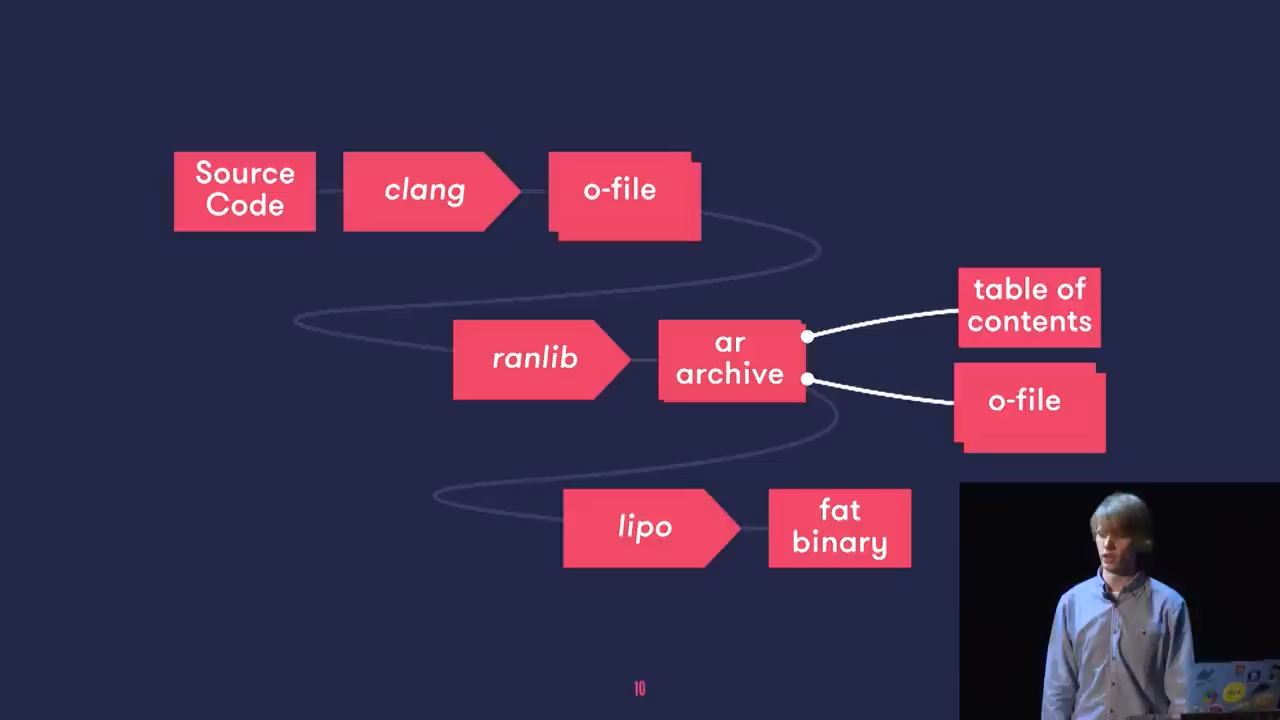 Source
Code
clang
o-file
table of
contents
ranlib
ar
archive
o-file
lipo
fat
binary
10